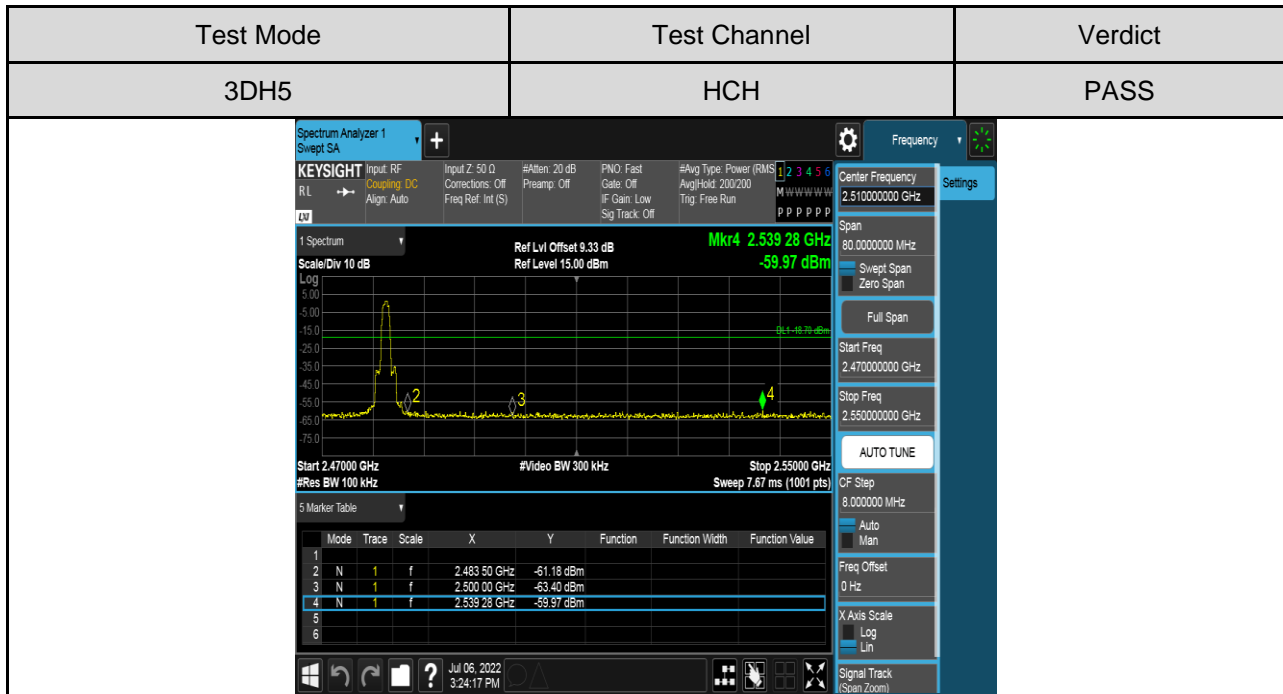 Test Mode Test Channel Verdict
3DH5 HCH PASS
Spectrum Analyzer 1
Swept SA
+
Frequency
KEYSIGHT
RL
LXI
Input: RF
Coupling: DC
Align: Auto
Input Z: 50 Ω
Corrections: Off
Freq Ref: Int (S)
#Atten: 20 dB
Preamp: Off
PNO: Fast
Gate: Off
IF Gain: Low
Sig Track: Off
#Avg Type: Power (RMS
Avg|Hold: 200/200
Trig: Free Run
1 2 3 4 5 6
M W W W W W
P P P P P P
1 Spectrum
Scale/Div 10 dB
Ref Lvl Offset 9.33 dB
Ref Level 15.00 dBm
Mkr4 2.539 28 GHz
-59.97 dBm
Log
5.00
-5.00
-15.0
-25.0
-35.0
-45.0
-55.0
-65.0
-75.0
DL1 -18.70 dBm
2
3
4
Start 2.47000 GHz #Video BW 300 kHz Stop 2.55000 GHz
#Res BW 100 kHz Sweep 7.67 ms (1001 pts)
5 Marker Table
Mode Trace Scale X Y Function Function Width Function Value
1
2 N 1 f 2.483 50 GHz -61.18 dBm
3 N 1 f 2.500 00 GHz -63.40 dBm
4 N 1 f 2.539 28 GHz -59.97 dBm
5
6
?
Jul 06, 2022
3:24:17 PM
Center Frequency
2.510000000 GHz
Settings
Span
80.0000000 MHz
Swept Span
Zero Span
Full Span
Start Freq
2.470000000 GHz
Stop Freq
2.550000000 GHz
AUTO TUNE
CF Step
8.000000 MHz
Auto
Man
Freq Offset
0 Hz
X Axis Scale
Log
Lin
Signal Track
(Span Zoom)